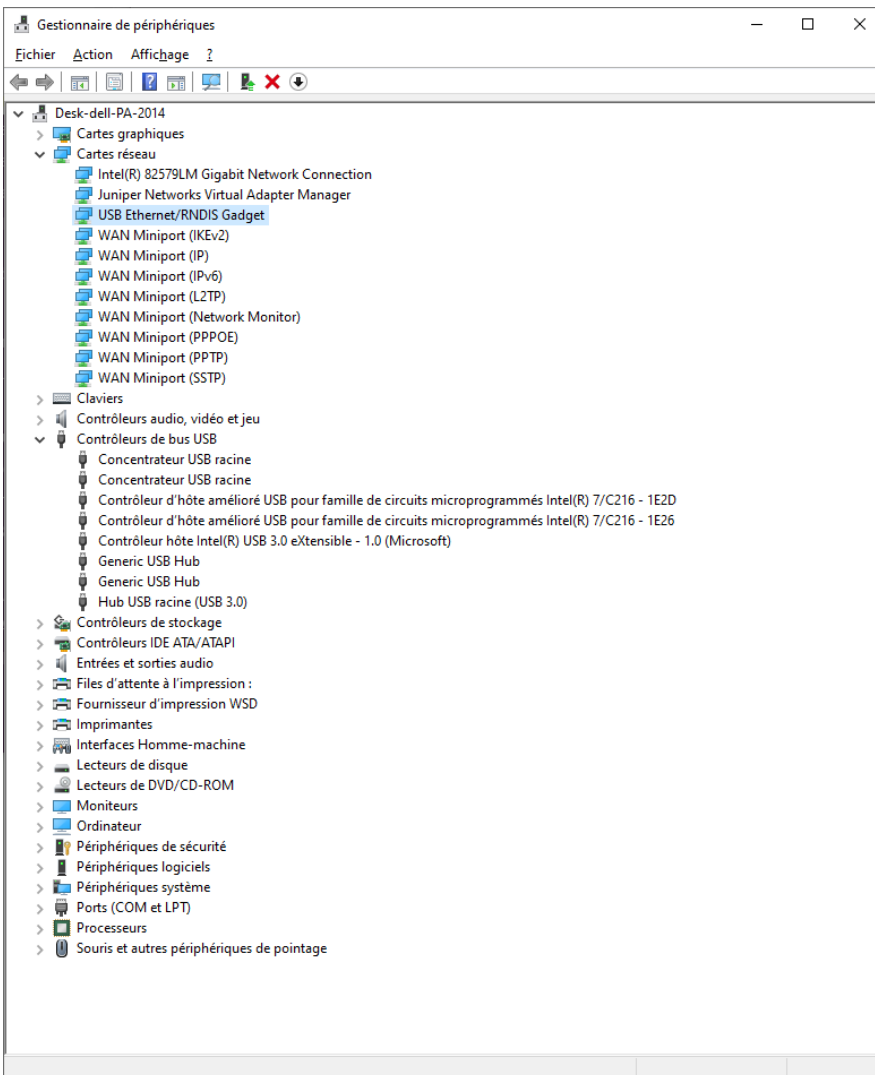 Gestionnaire de périphériques
Fichier Action Affichage ?
Desk-dell-PA-2014
Cartes graphiques
Cartes réseau
Intel(R) 82579LM Gigabit Network Connection
Juniper Networks Virtual Adapter Manager
USB Ethernet/RNDIS Gadget
WAN Miniport (IKEv2)
WAN Miniport (IP)
WAN Miniport (IPv6)
WAN Miniport (L2TP)
WAN Miniport (Network Monitor)
WAN Miniport (PPPOE)
WAN Miniport (PPTP)
WAN Miniport (SSTP)
Claviers
Contrôleurs audio, vidéo et jeu
Contrôleurs de bus USB
Concentrateur USB racine
Concentrateur USB racine
Contrôleur d’hôte amélioré USB pour famille de circuits microprogrammés Intel(R) 7/C216 - 1E2D
Contrôleur d’hôte amélioré USB pour famille de circuits microprogrammés Intel(R) 7/C216 - 1E26
Contrôleur hôte Intel(R) USB 3.0 eXtensible - 1.0 (Microsoft)
Generic USB Hub
Generic USB Hub
Hub USB racine (USB 3.0)
Contrôleurs de stockage
Contrôleurs IDE ATA/ATAPI
Entrées et sorties audio
Files d’attente à l’impression :
Fournisseur d’impression WSD
Imprimantes
Interfaces Homme-machine
Lecteurs de disque
Lecteurs de DVD/CD-ROM
Moniteurs
Ordinateur
Périphériques de sécurité
Périphériques logiciels
Périphériques système
Ports (COM et LPT)
Processeurs
Souris et autres périphériques de pointage